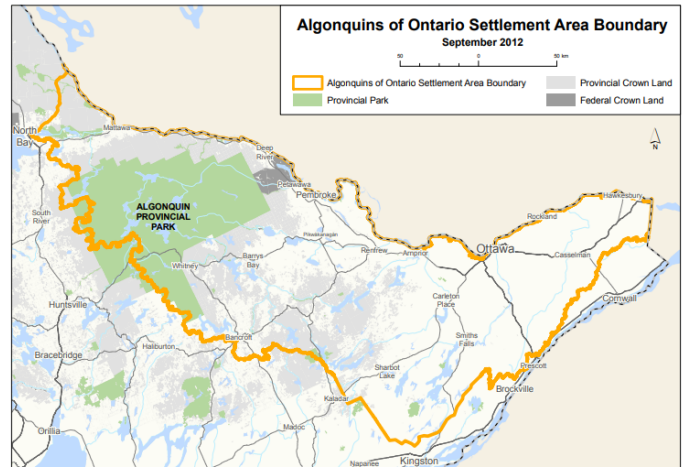 Algonquins of Ontario Settlement Area Boundary
September 2012
50 0 50 km
Algonquins of Ontario Settlement Area Boundary
Provincial Crown Land
Provincial Park
Federal Crown Land
N
North
Bay
Mattawa
Deep
River
Petawawa
Pembroke
ALGONQUIN
PROVINCIAL
PARK
South
River
Hawkesbury
Rockland
Ottawa
Renfrew
Arnprior
Casselman
Whitney
Barrys
Bay
Carleton
Place
Cornwall
Huntsville
Smiths
Falls
Bancroft
Haliburton
Bracebridge
Sharbot
Lake
Prescott
Brockville
Kaladar
Madoc
Orillia
Napanee
Kingston